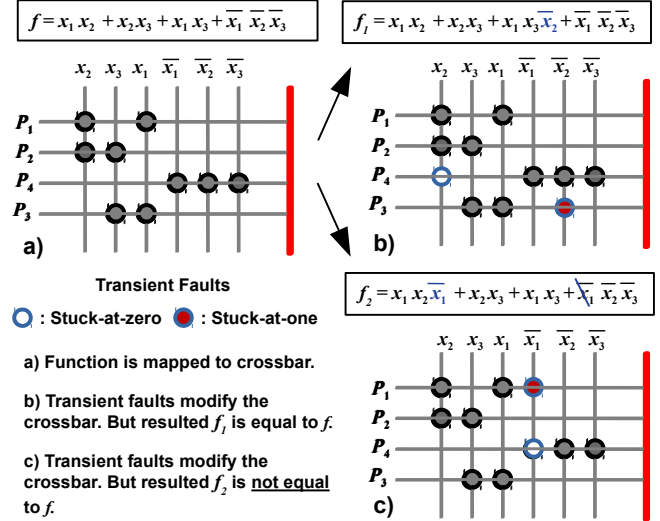 f = x₁ x₂ + x₂x₃ + x₁ x₃ + x̅₁ x̅₂ x̅₃
x₂ x₃ x₁ x̅₁ x̅₂ x̅₃
P₁
P₂
P₄
P₃
a)
Transient Faults
: Stuck-at-zero : Stuck-at-one
a) Function is mapped to crossbar.
b) Transient faults modify the
crossbar. But resulted f₁ is equal to f.
c) Transient faults modify the
crossbar. But resulted f₂ is not equal
to f.
f₁ = x₁ x₂ + x₂x₃ + x₁ x₃x̅₂ + x̅₁ x̅₂ x̅₃
x₂ x₃ x₁ x̅₁ x̅₂ x̅₃
P₁
P₂
P₄
P₃
b)
f₂ = x₁ x₂x̅₁ + x₂x₃ + x₁ x₃ + x̅₁ x̅₂ x̅₃
x₂ x₃ x₁ x̅₁ x̅₂ x̅₃
P₁
P₂
P₄
P₃
c)